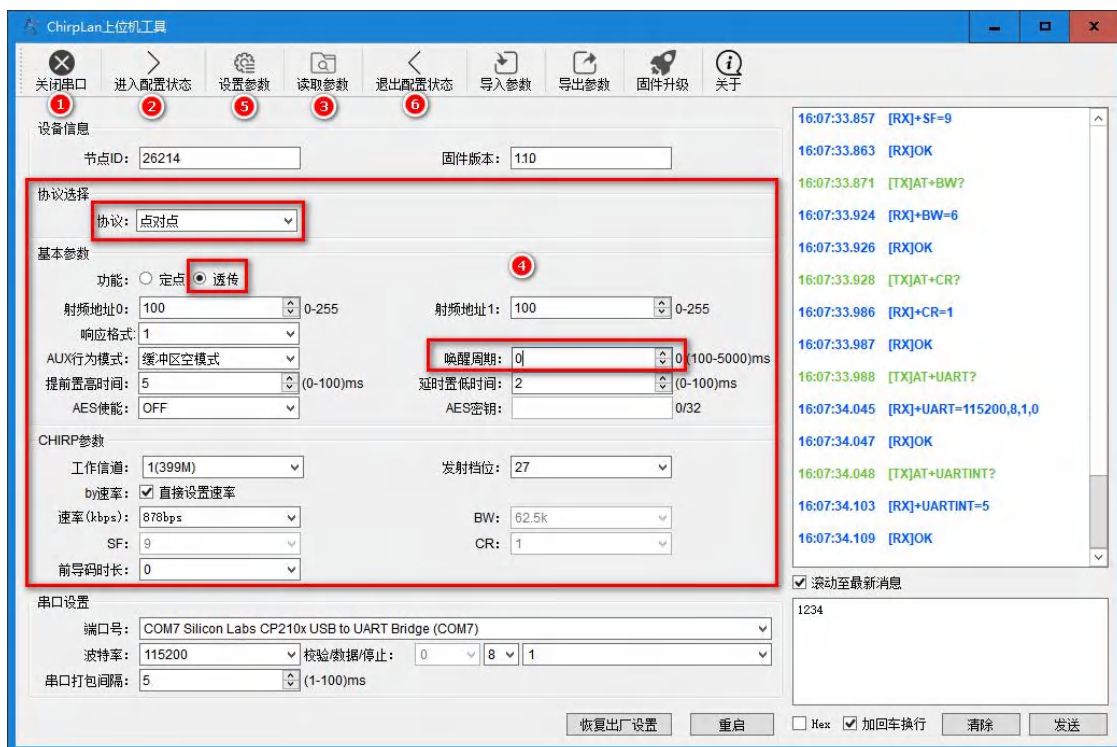 ChirpLan上位机工具
关闭串口 进入配置状态 设置参数 读取参数 退出配置状态 导入参数 导出参数 固件升级 关于
1 2 5 3 6
设备信息
节点ID: 26214 固件版本: 1.10
协议选择
协议: 点对点
基本参数
4
功能: 定点 透传
射频地址0: 100 0-255 射频地址1: 100 0-255
响应格式: 1
AUX行为模式: 缓冲区空模式 唤醒周期: 0 0,(100-5000)ms
提前置高时间: 5 (0-100)ms 延时置低时间: 2 (0-100)ms
AES使能: OFF AES密钥: 0/32
CHIRP参数
工作信道: 1(399M) 发射档位: 27
by速率: 直接设置速率
速率(kbps): 878bps BW: 62.5k
SF: 9 CR: 1
前导码时长: 0
串口设置
端口号: COM7 Silicon Labs CP210x USB to UART Bridge (COM7)
波特率: 115200 校验/数据/停止: 0 8 1
串口打包间隔: 5 (1-100)ms
恢复出厂设置 重启
16:07:33.857 [RX]+SF=9
16:07:33.863 [RX]OK
16:07:33.871 [TX]AT+BW?
16:07:33.924 [RX]+BW=6
16:07:33.926 [RX]OK
16:07:33.928 [TX]AT+CR?
16:07:33.986 [RX]+CR=1
16:07:33.987 [RX]OK
16:07:33.988 [TX]AT+UART?
16:07:34.045 [RX]+UART=115200,8,1,0
16:07:34.047 [RX]OK
16:07:34.048 [TX]AT+UARTINT?
16:07:34.103 [RX]+UARTINT=5
16:07:34.109 [RX]OK
滚动至最新消息
1234
Hex 加回车换行 清除 发送